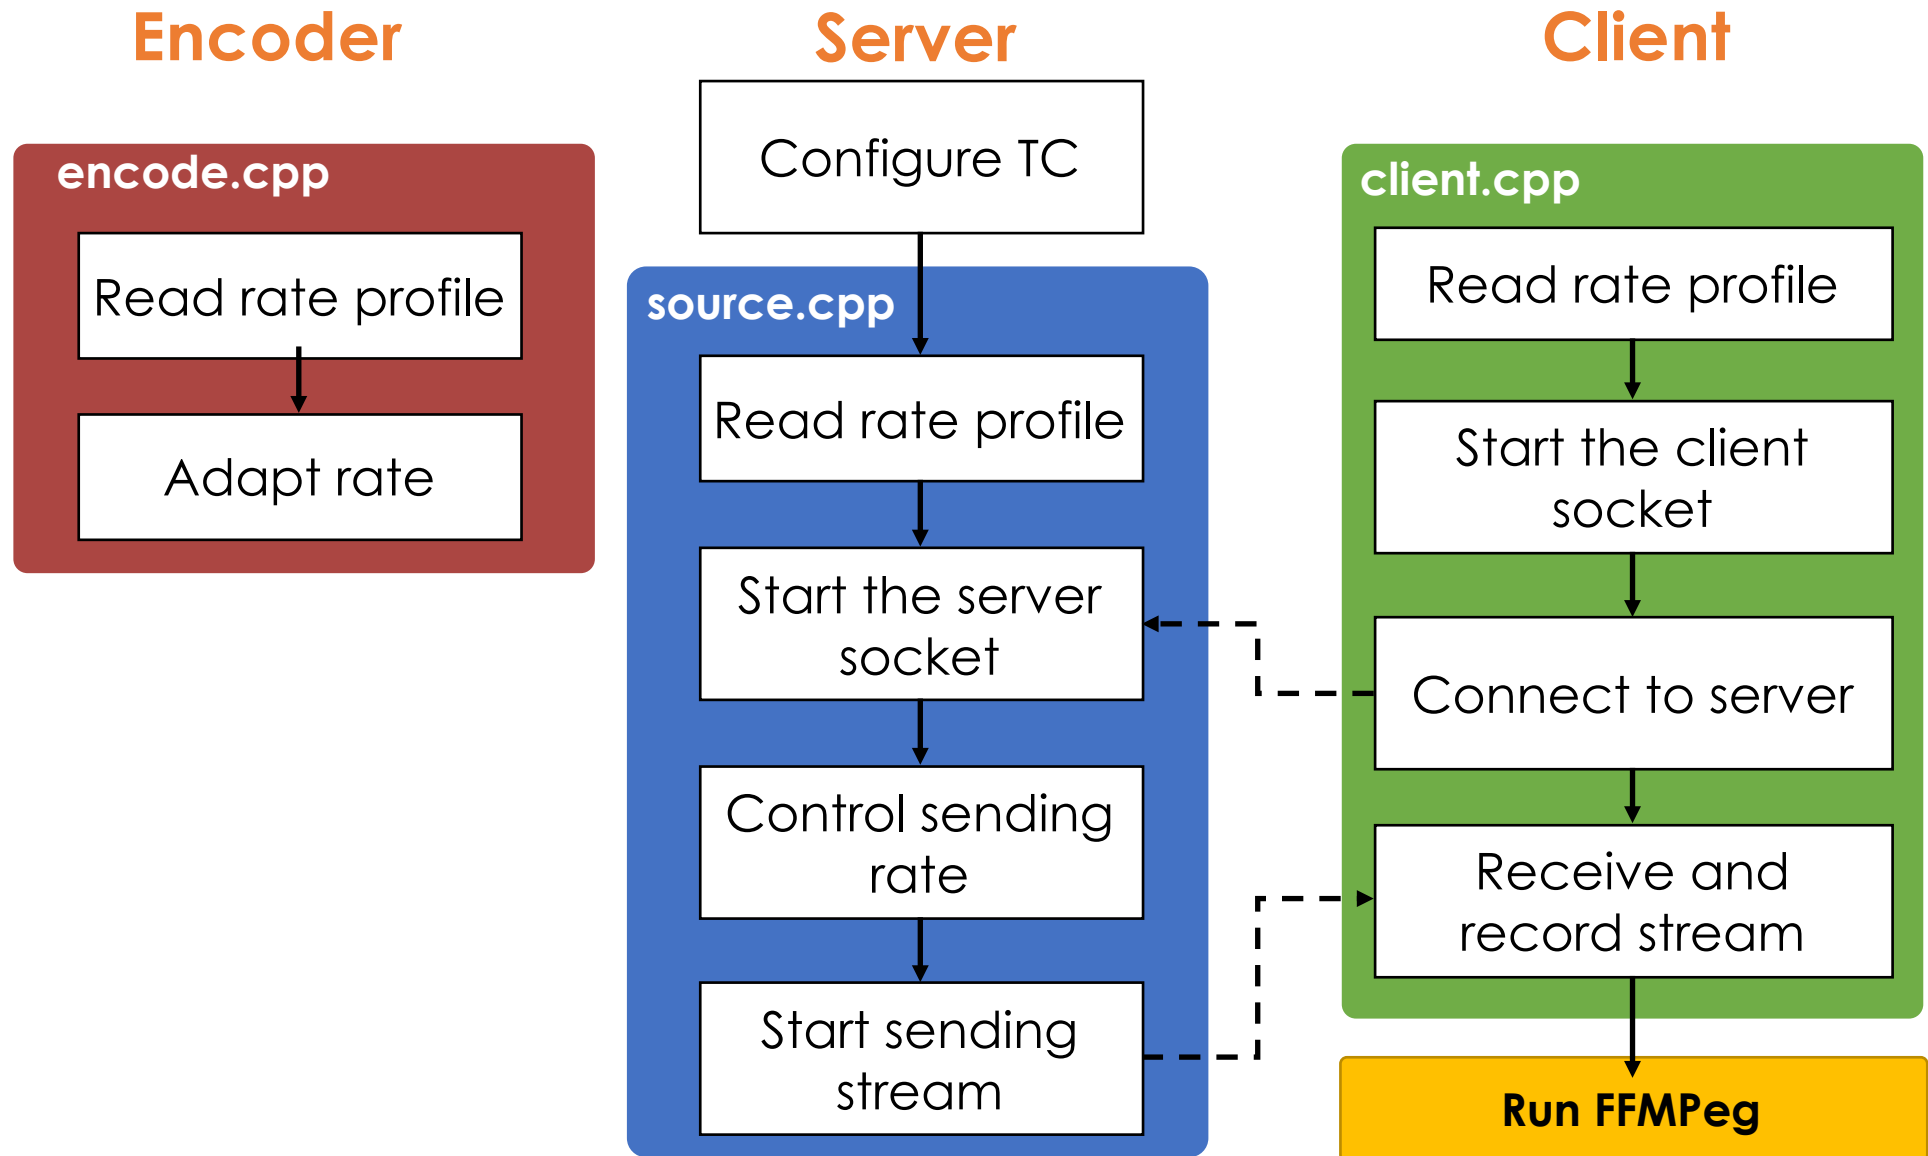 Encoder
Server
Client
encode.cpp
Read rate profile
Adapt rate
Configure TC
source.cpp
Read rate profile
Start the server
socket
Control sending
rate
Start sending
stream
client.cpp
Read rate profile
Start the client
socket
Connect to server
Receive and
record stream
Run FFMPeg